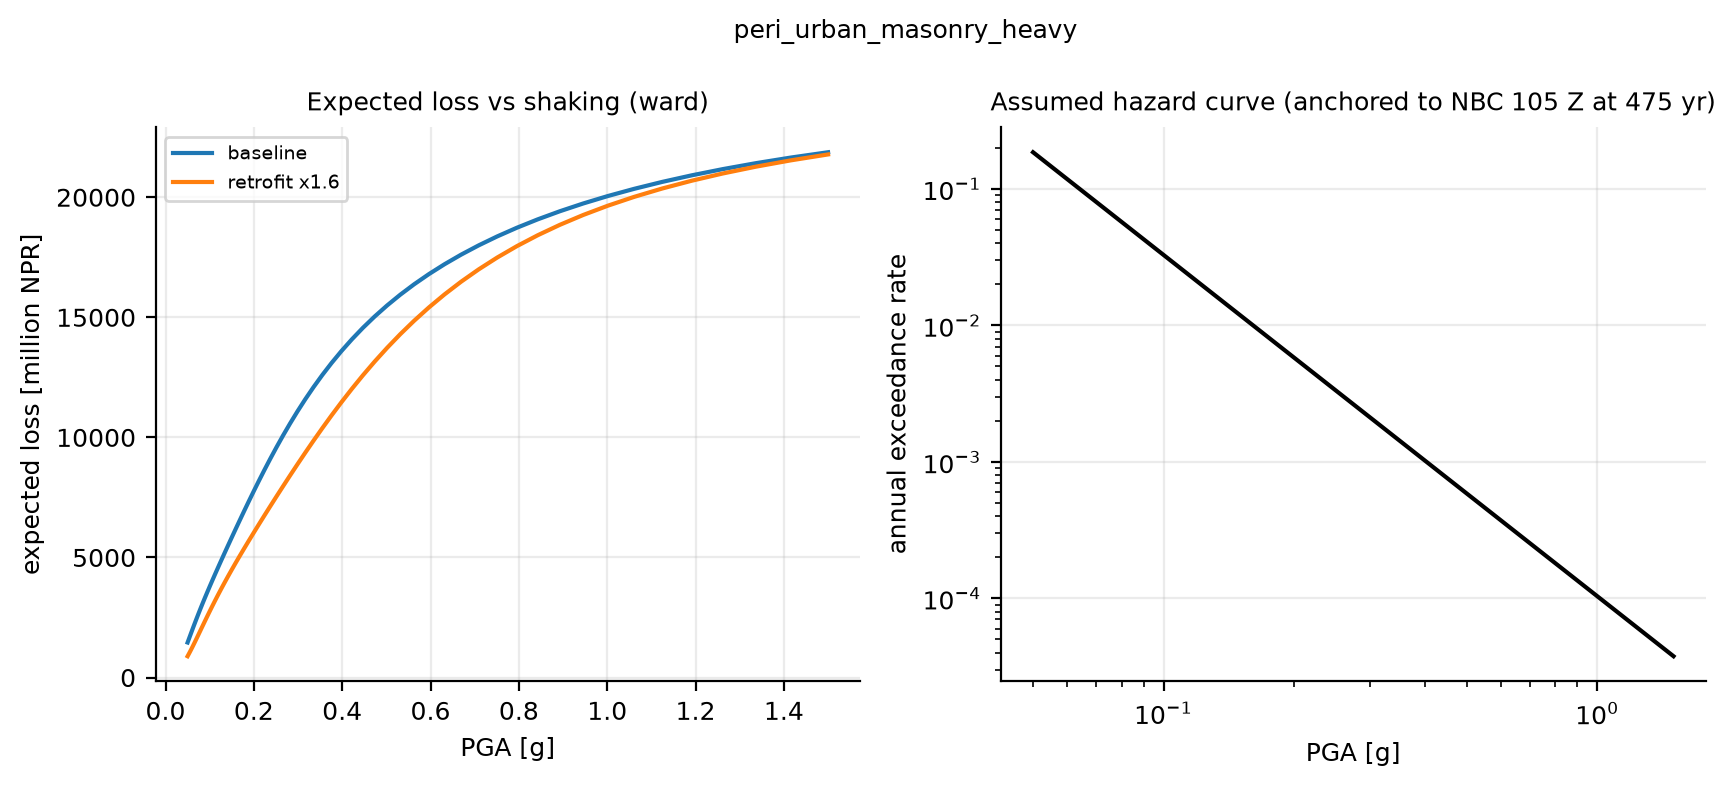 peri_urban_masonry_heavy
Expected loss vs shaking (ward)
expected loss [million NPR]
20000
15000
10000
5000
0
baseline
retrofit x1.6
0.0 0.2 0.4 0.6 0.8 1.0 1.2 1.4
PGA [g]
Assumed hazard curve (anchored to NBC 105 Z at 475 yr)
annual exceedance rate
10⁻¹
10⁻²
10⁻³
10⁻⁴
10⁻¹ 10⁰
PGA [g]